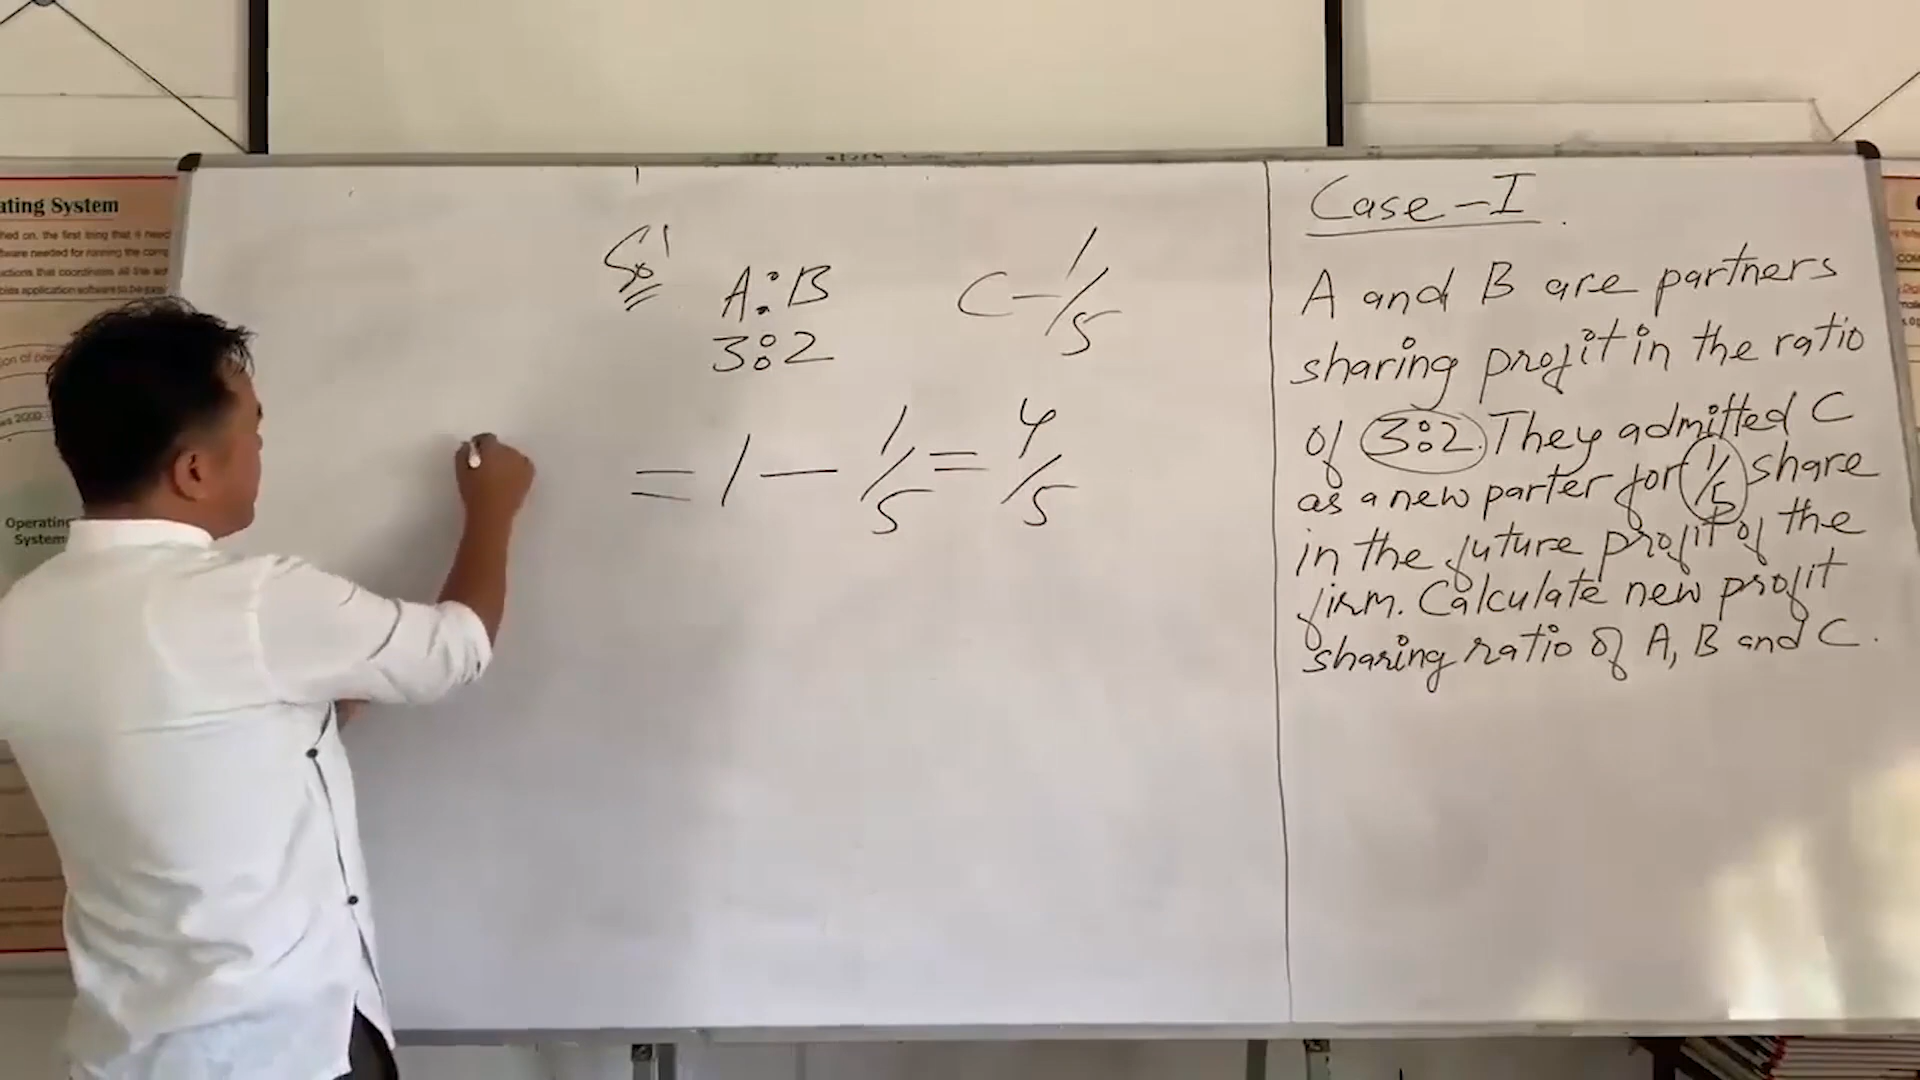 ating System
Operating
System
Sol
A:B
3:2
C-1/5
=1-1/5=4/5
Case-I
A and B are partners
sharing profit in the ratio
of 3:2. They admitted C
as a new parter for 1/5 share
in the future profit of the
firm. Calculate new profit
sharing ratio of A, B and C.